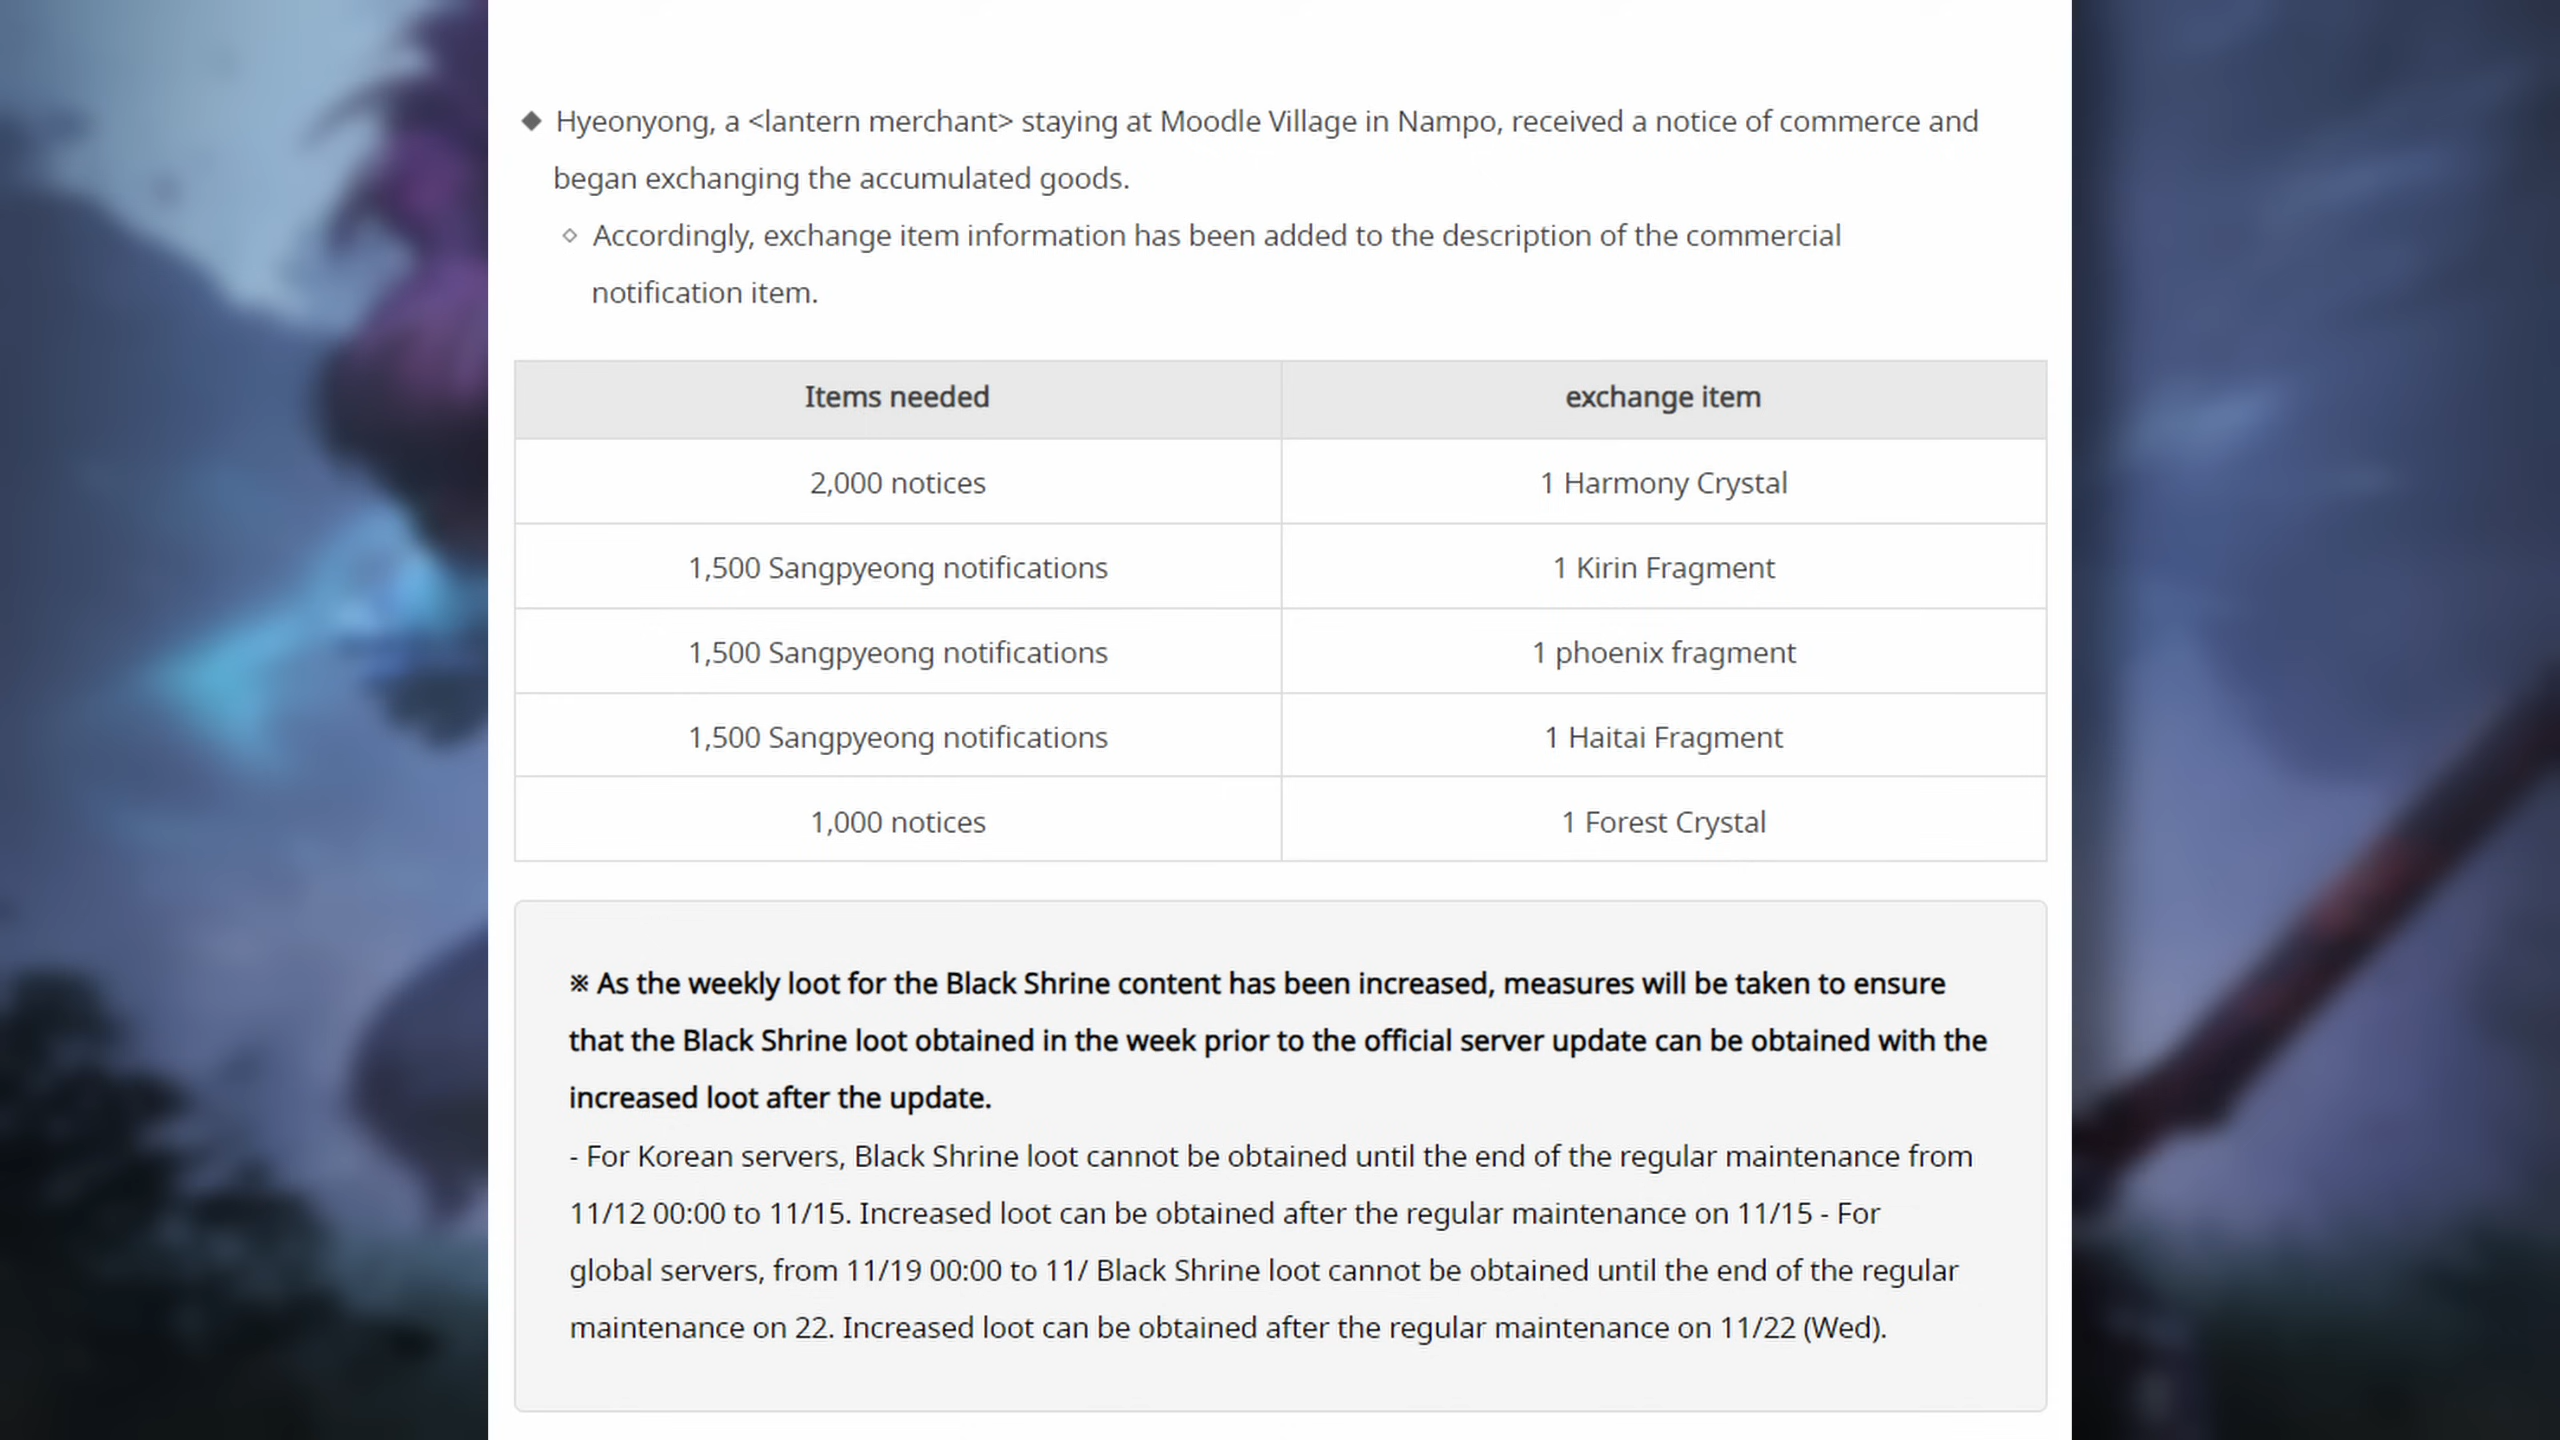 ◆ Hyeonyong, a <lantern merchant> staying at Moodle Village in Nampo, received a notice of commerce and
began exchanging the accumulated goods.
◇ Accordingly, exchange item information has been added to the description of the commercial
notification item.
Items needed exchange item
2,000 notices 1 Harmony Crystal
1,500 Sangpyeong notifications 1 Kirin Fragment
1,500 Sangpyeong notifications 1 phoenix fragment
1,500 Sangpyeong notifications 1 Haitai Fragment
1,000 notices 1 Forest Crystal
※ As the weekly loot for the Black Shrine content has been increased, measures will be taken to ensure
that the Black Shrine loot obtained in the week prior to the official server update can be obtained with the
increased loot after the update.
- For Korean servers, Black Shrine loot cannot be obtained until the end of the regular maintenance from
11/12 00:00 to 11/15. Increased loot can be obtained after the regular maintenance on 11/15 - For
global servers, from 11/19 00:00 to 11/ Black Shrine loot cannot be obtained until the end of the regular
maintenance on 22. Increased loot can be obtained after the regular maintenance on 11/22 (Wed).